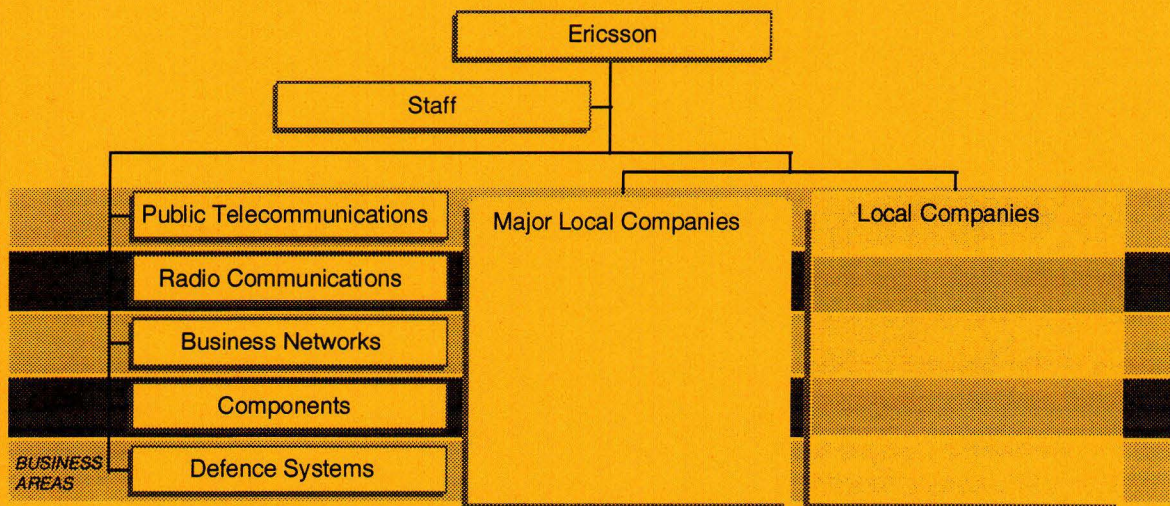 Ericsson
Staff
Public Telecommunications
Major Local Companies
Local Companies
Radio Communications
Business Networks
Components
Defence Systems
BUSINESS
AREAS